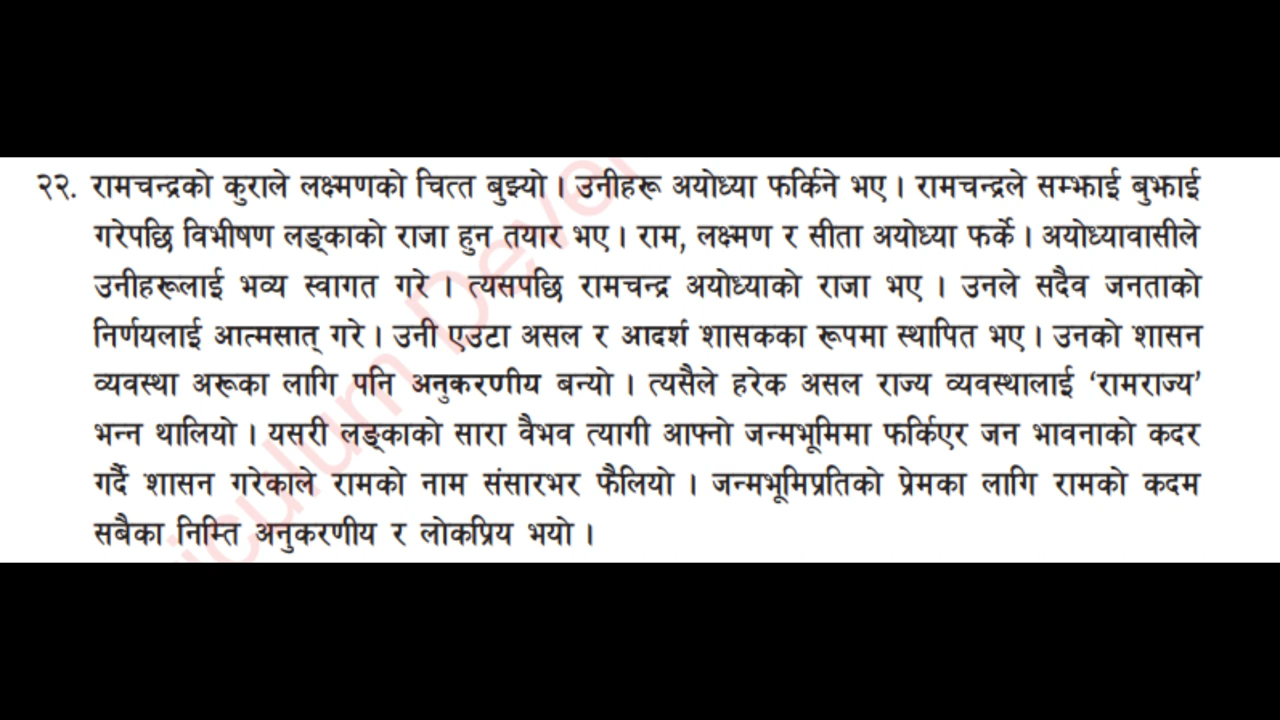 २२. रामचन्द्रको कुराले लक्ष्मणको चित्त बुझ्यो । उनीहरू अयोध्या फर्किने भए । रामचन्द्रले सम्झाई बुझाई
गरेपछि विभीषण लङ्काको राजा हुन तयार भए । राम, लक्ष्मण र सीता अयोध्या फर्के । अयोध्यावासीले
उनीहरूलाई भव्य स्वागत गरे । त्यसपछि रामचन्द्र अयोध्याको राजा भए । उनले सदैव जनताको
निर्णयलाई आत्मसात् गरे । उनी एउटा असल र आदर्श शासकका रूपमा स्थापित भए । उनको शासन
व्यवस्था अरूका लागि पनि अनुकरणीय बन्यो । त्यसैले हरेक असल राज्य व्यवस्थालाई ‘रामराज्य’
भन्न थालियो । यसरी लङ्काको सारा वैभव त्यागी आफ्नो जन्मभूमिमा फर्किएर जन भावनाको कदर
गर्दै शासन गरेकाले रामको नाम संसारभर फैलियो । जन्मभूमिप्रतिको प्रेमका लागि रामको कदम
सबैका निम्ति अनुकरणीय र लोकप्रिय भयो ।